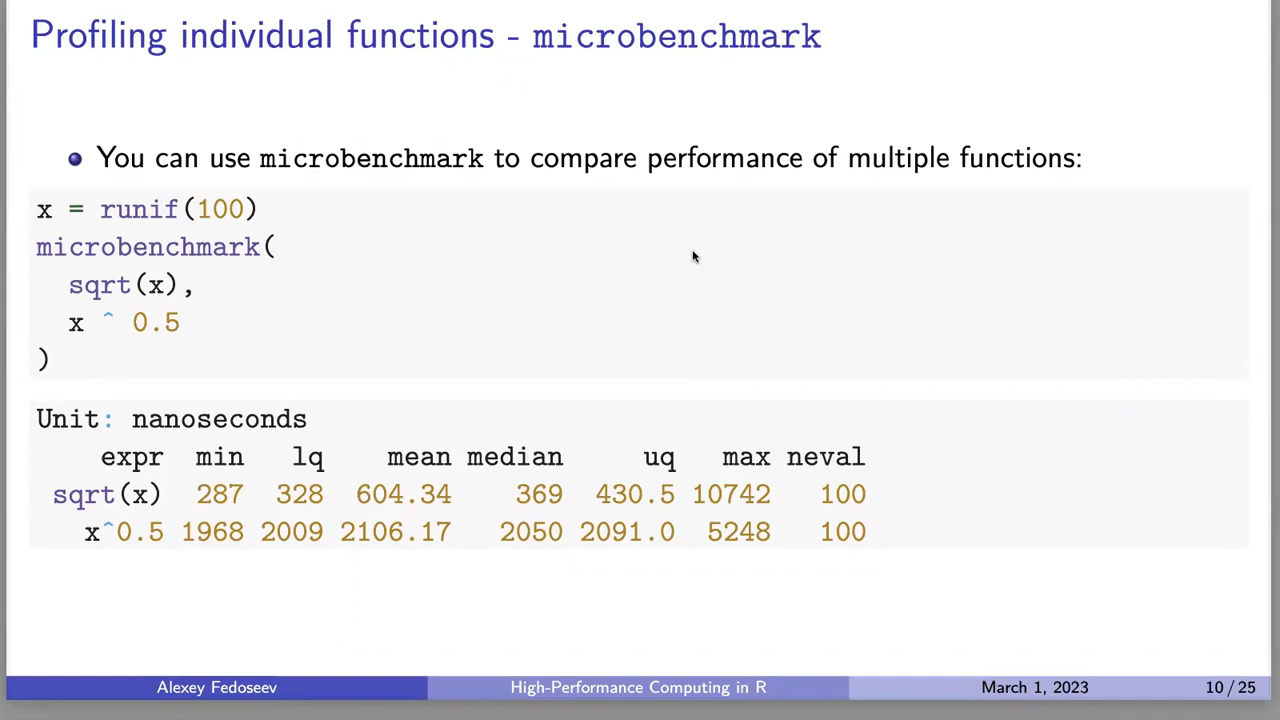 Profiling individual functions - microbenchmark
You can use microbenchmark to compare performance of multiple functions:
x = runif(100)
microbenchmark(
  sqrt(x),
  x ^ 0.5
)
Unit: nanoseconds
expr min lq mean median uq max neval
sqrt(x) 287 328 604.34 369 430.5 10742 100
x^0.5 1968 2009 2106.17 2050 2091.0 5248 100
Alexey Fedoseev High-Performance Computing in R March 1, 2023 10 / 25